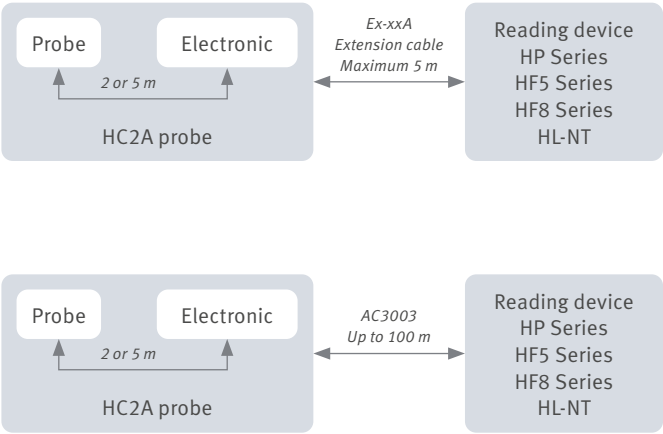 Probe
Electronic
2 or 5 m
HC2A probe
Ex-xxA
Extension cable
Maximum 5 m
Reading device
HP Series
HF5 Series
HF8 Series
HL-NT
Probe
Electronic
2 or 5 m
HC2A probe
AC3003
Up to 100 m
Reading device
HP Series
HF5 Series
HF8 Series
HL-NT